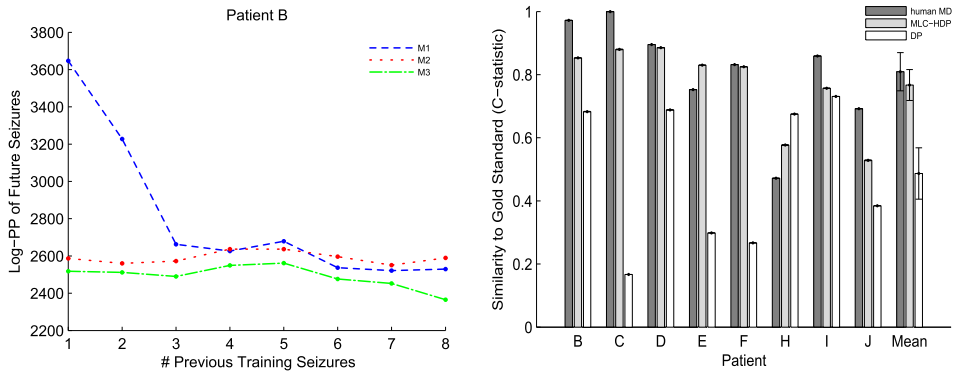 Patient B
3800
3600
3400
3200
3000
2800
2600
2400
2200
1
2
3
4
5
6
7
8
Log−PP of Future Seizures
# Previous Training Seizures
M1
M2
M3
human MD
MLC-HDP
DP
1
0.8
0.6
0.4
0.2
0
Similarity to Gold Standard (C−statistic)
B
C
D
E
F
H
I
J
Mean
Patient